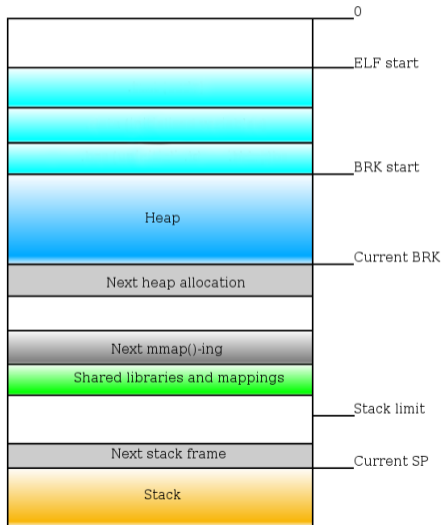 0
ELF start
BRK start
Heap
Current BRK
Next heap allocation
Next mmap()-ing
Shared libraries and mappings
Stack limit
Next stack frame
Current SP
Stack